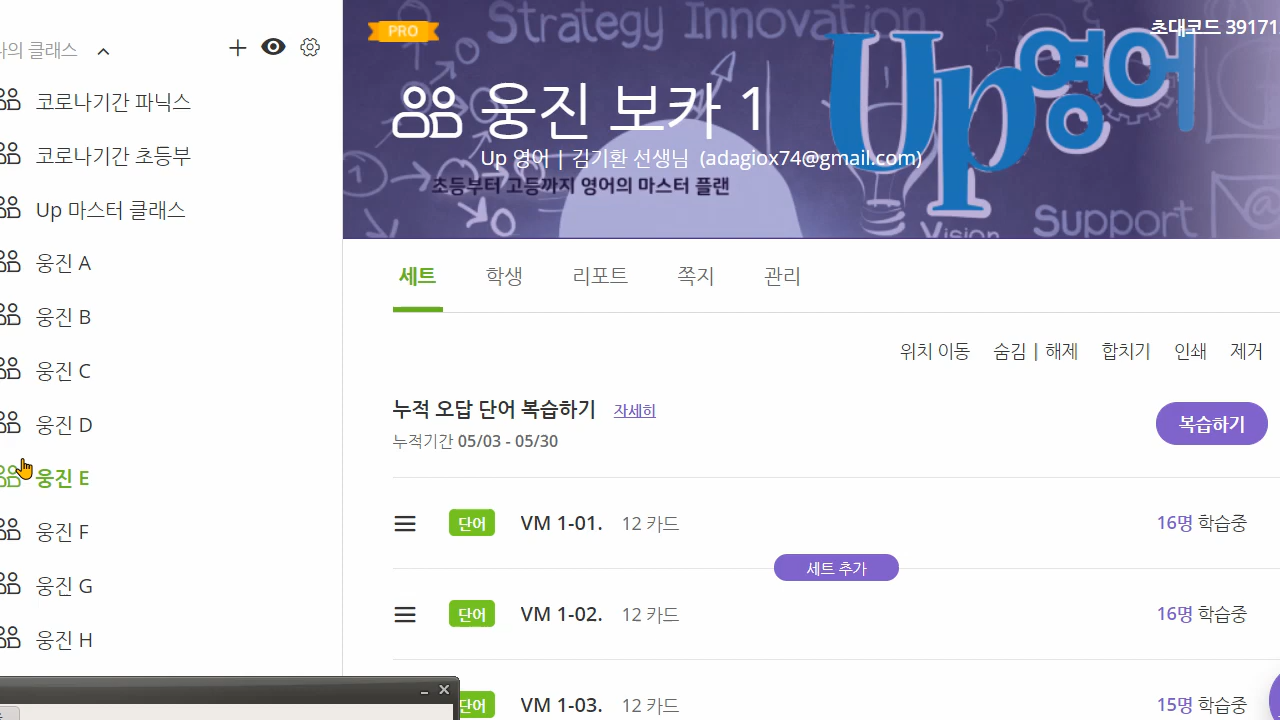 나의 클래스
코로나기간 파닉스
코로나기간 초등부
Up 마스터 클래스
웅진 A
웅진 B
웅진 C
웅진 D
웅진 E
웅진 F
웅진 G
웅진 H
Strategy Innovation
PRO
초대코드 39171
Up영어
웅진 보카 1
Up 영어 | 김기환 선생님 (adagiox74@gmail.com)
초등부터 고등까지 영어의 마스터 플랜
Vision
Support
세트 학생 리포트 쪽지 관리
위치 이동 숨김 | 해제 합치기 인쇄 제거
누적 오답 단어 복습하기 자세히
누적기간 05/03 - 05/30
복습하기
단어 VM 1-01. 12 카드 16명 학습중
세트 추가
단어 VM 1-02. 12 카드 16명 학습중
단어 VM 1-03. 12 카드 15명 학습중